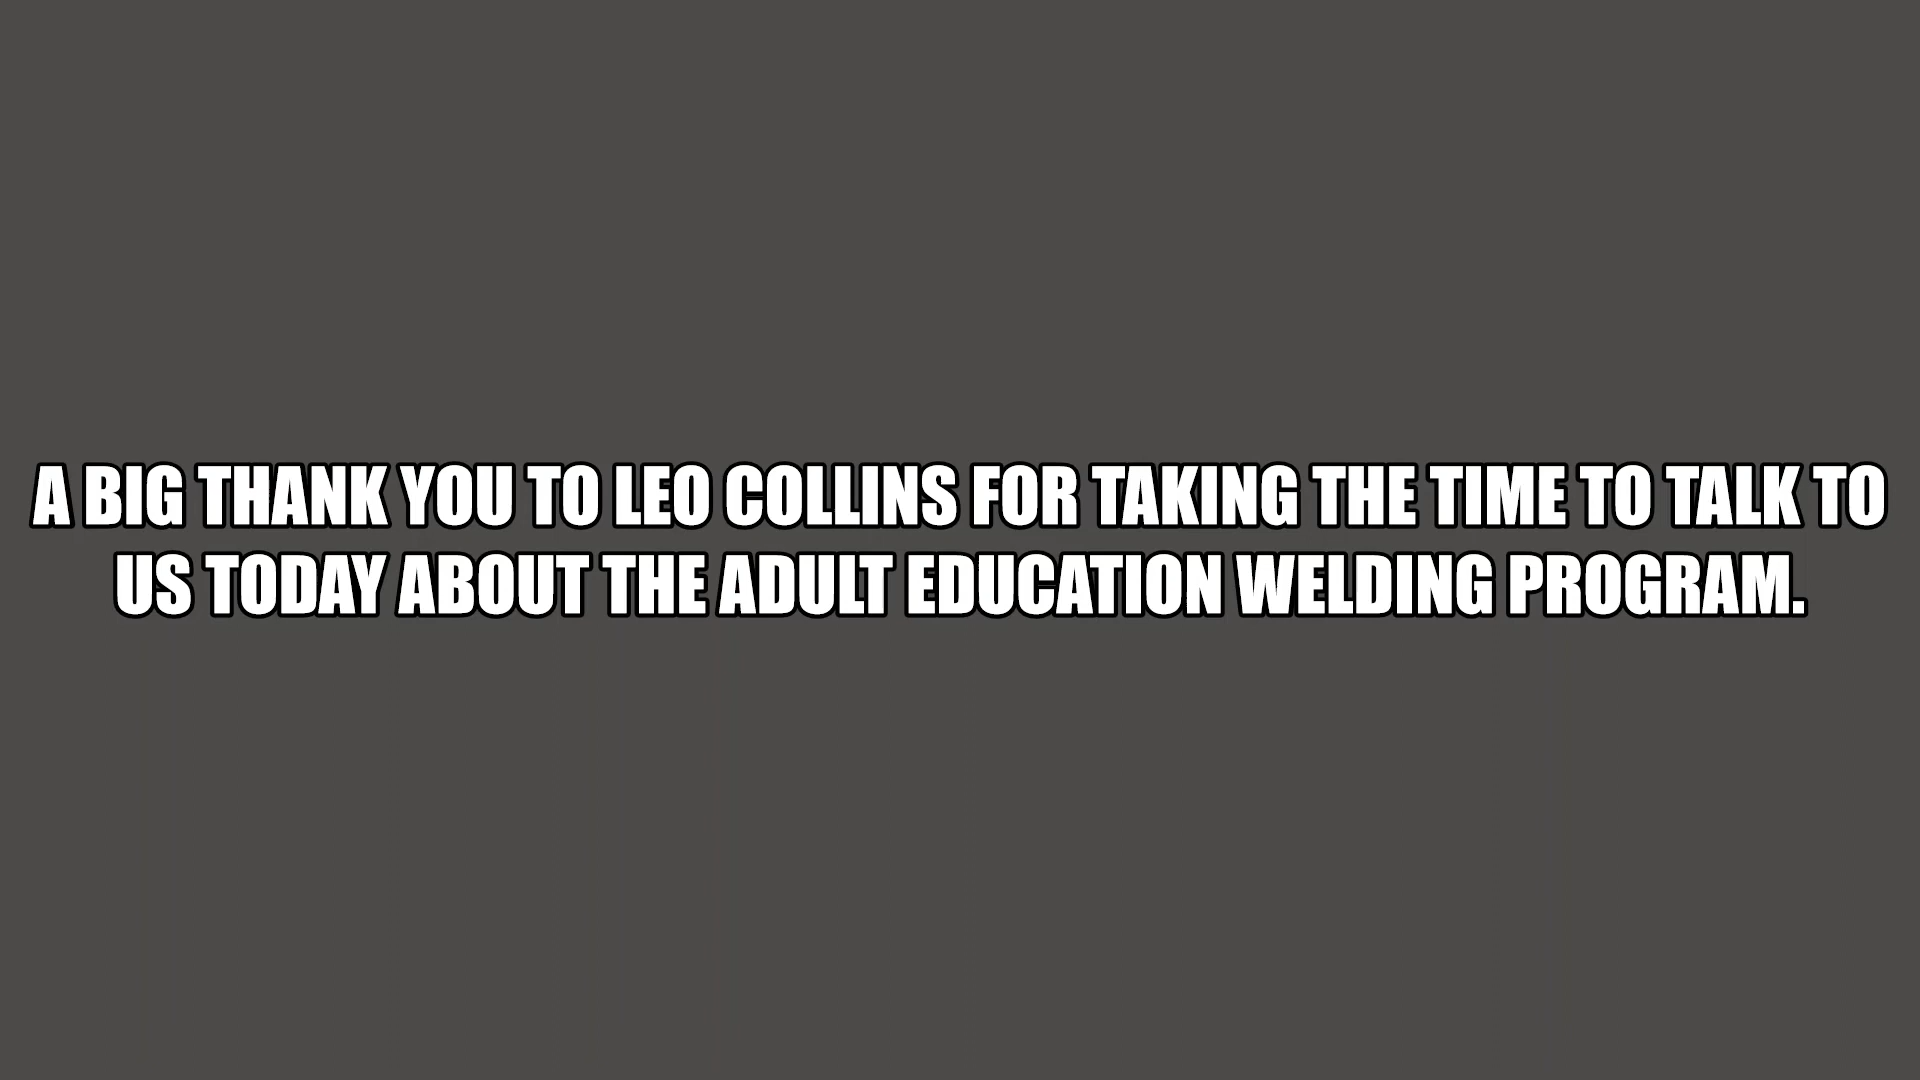 A BIG THANK YOU TO LEO COLLINS FOR TAKING THE TIME TO TALK TO
US TODAY ABOUT THE ADULT EDUCATION WELDING PROGRAM.